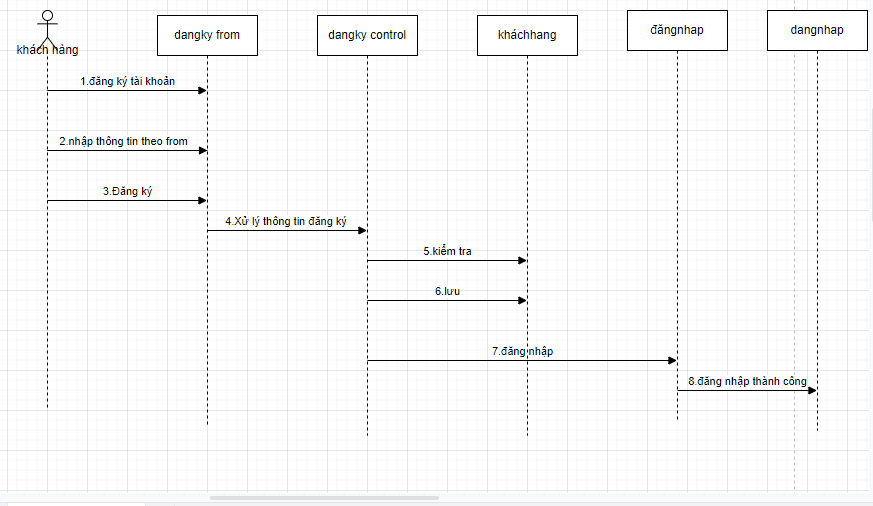 khách hàng
dangky from
dangky control
kháchhang
đăngnhap
dangnhap
1.đăng ký tài khoản
2.nhập thông tin theo from
3.Đăng ký
4.Xử lý thông tin đăng ký
5.kiểm tra
6.lưu
7.đăng nhập
8.đăng nhập thành công